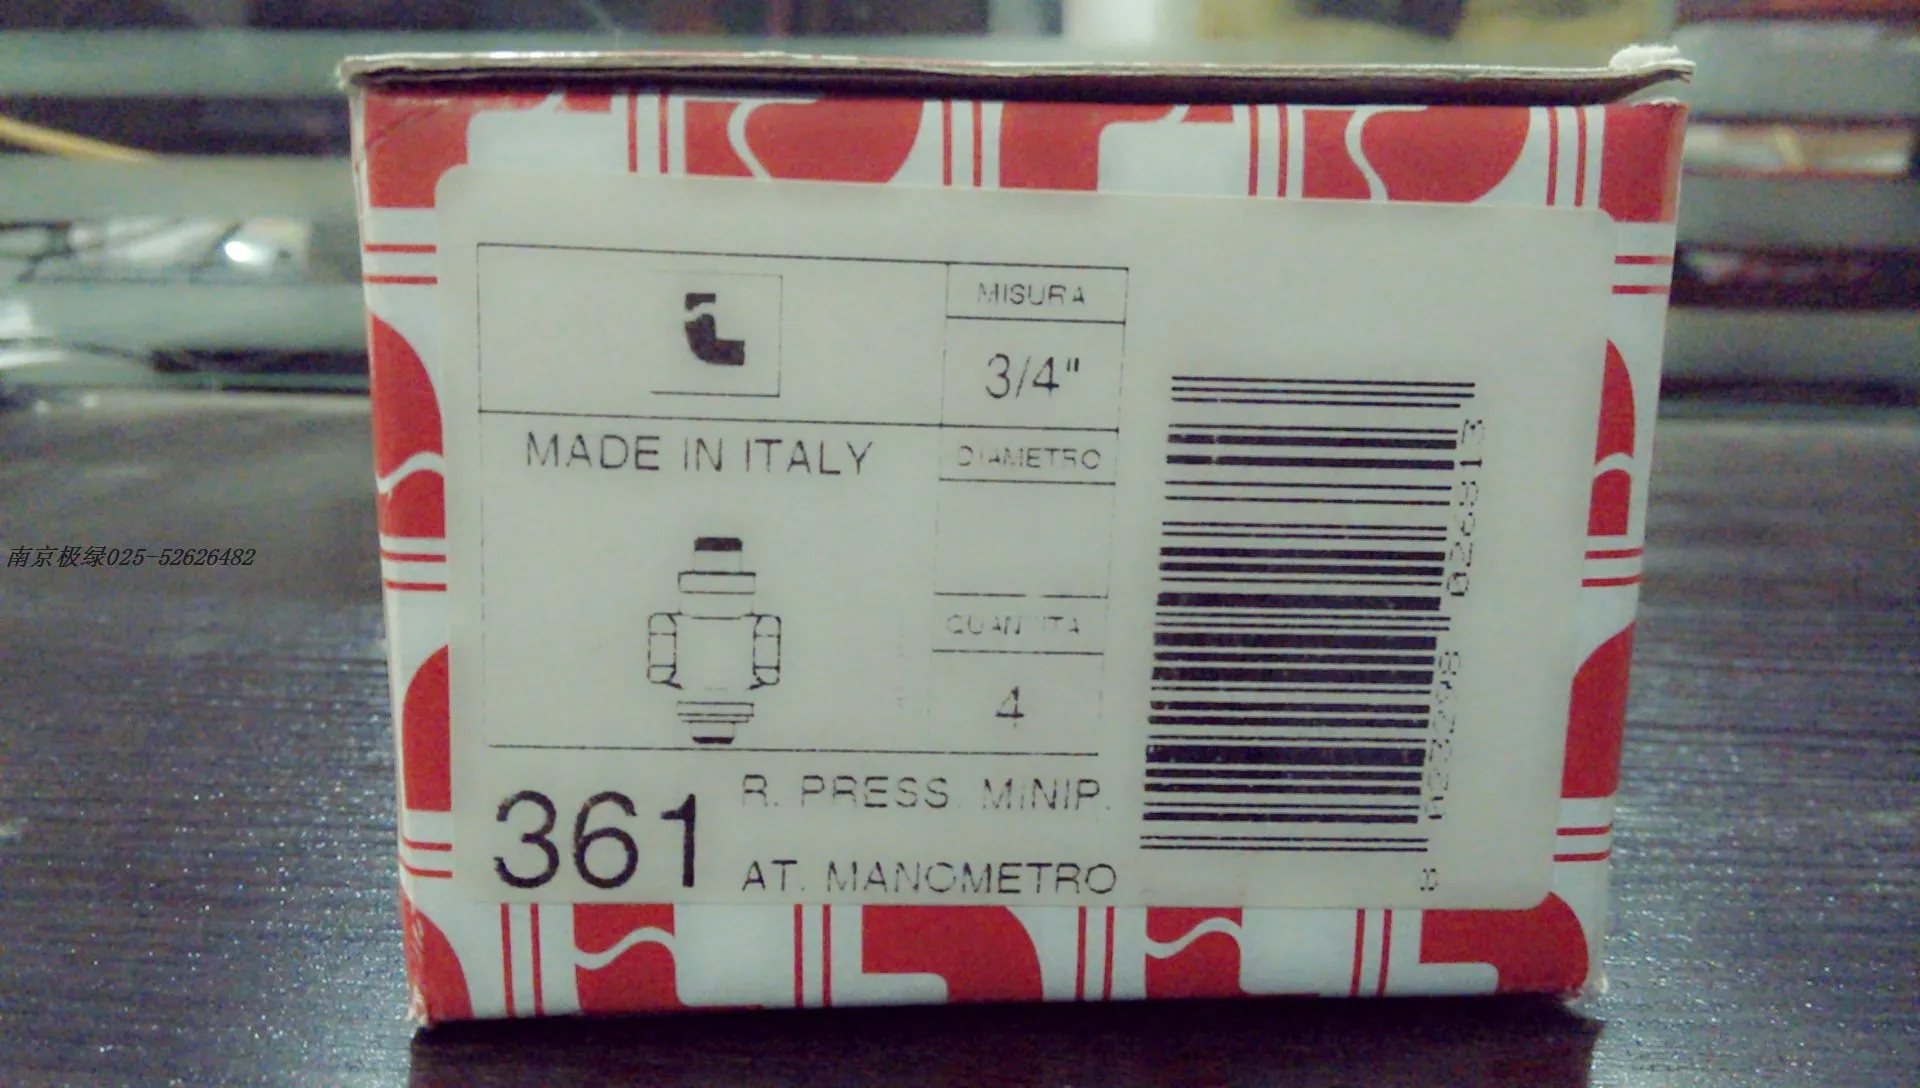 MISURA
3/4"
MADE IN ITALY
DIAMETRO
QUANTITA
4
361
R. PRESS. MINIP.
AT. MANOMETRO
南京极绿025-52626482